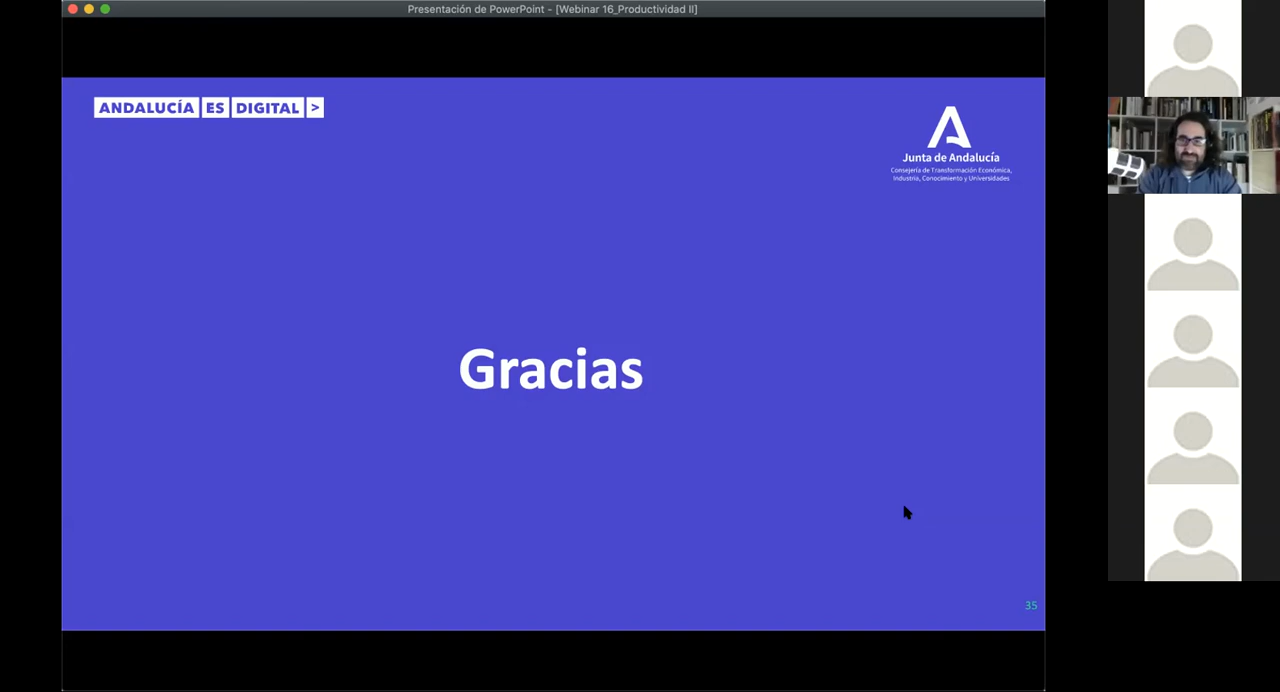 Presentación de PowerPoint - [Webinar 16_Productividad II]
ANDALUCÍA ES DIGITAL >
Junta de Andalucía
Consejería de Transformación Económica,
Industria, Conocimiento y Universidades
Gracias
35